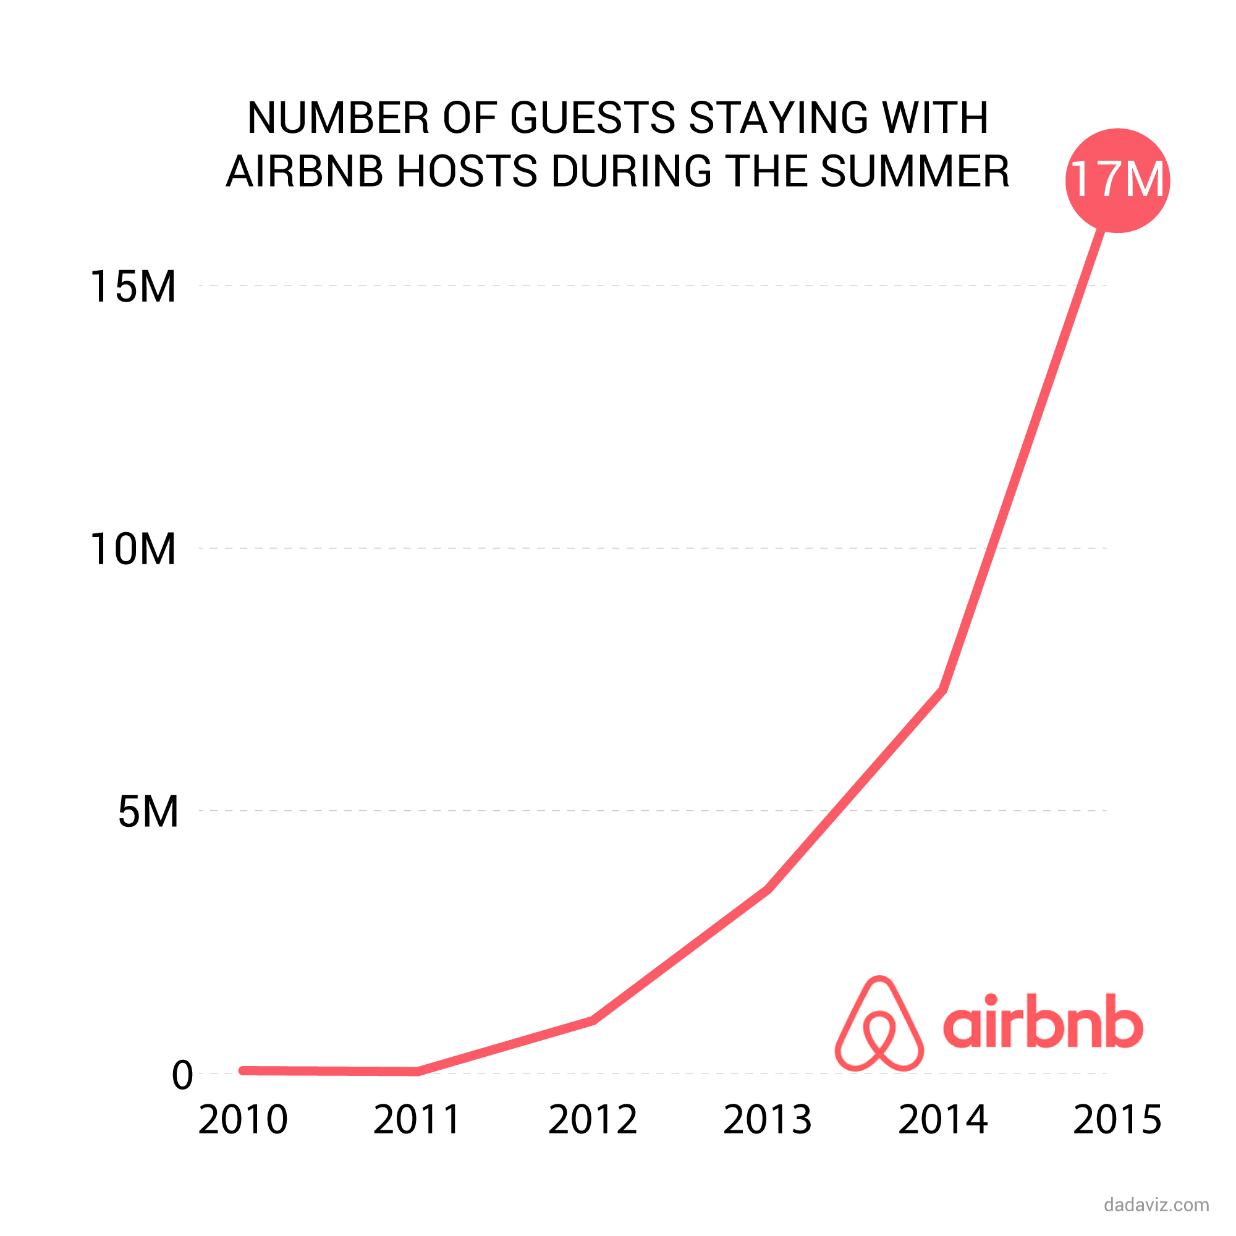 NUMBER OF GUESTS STAYING WITH
AIRBNB HOSTS DURING THE SUMMER
17M
15M
10M
5M
0
airbnb
2010 2011 2012 2013 2014 2015
dadaviz.com